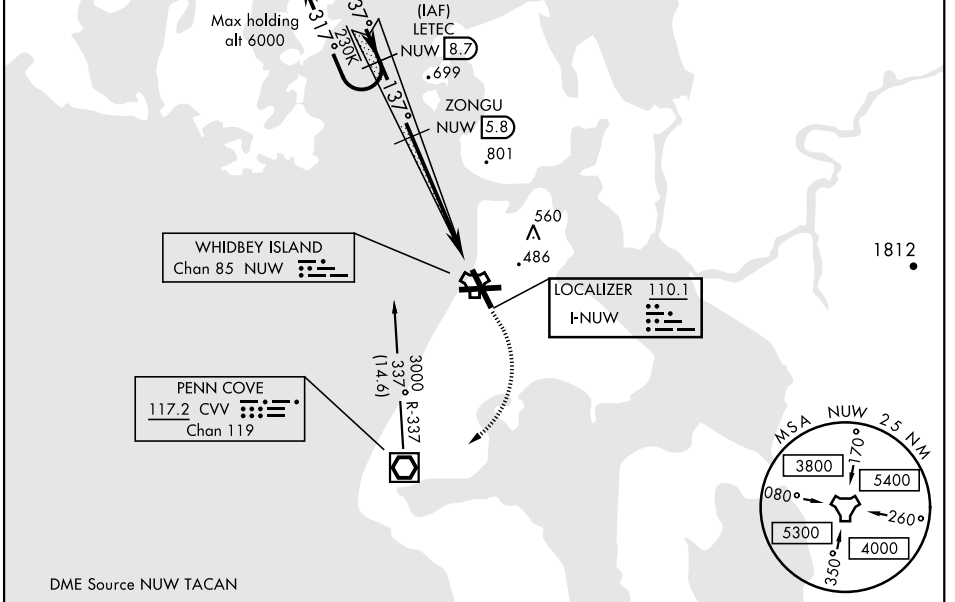 Max holding
alt 6000
317°
37°
230K
137°
(IAF)
LETEC
NUW 8.7
.699
ZONGU
NUW 5.8
801
560
.486
1812
WHIDBEY ISLAND
Chan 85 NUW
LOCALIZER 110.1
I-NUW
PENN COVE
117.2 CVV
Chan 119
3000
337°
(14.6)
R-337
MSA NUW 25 NM
170°
3800
5400
080°
260°
5300
4000
350°
DME Source NUW TACAN